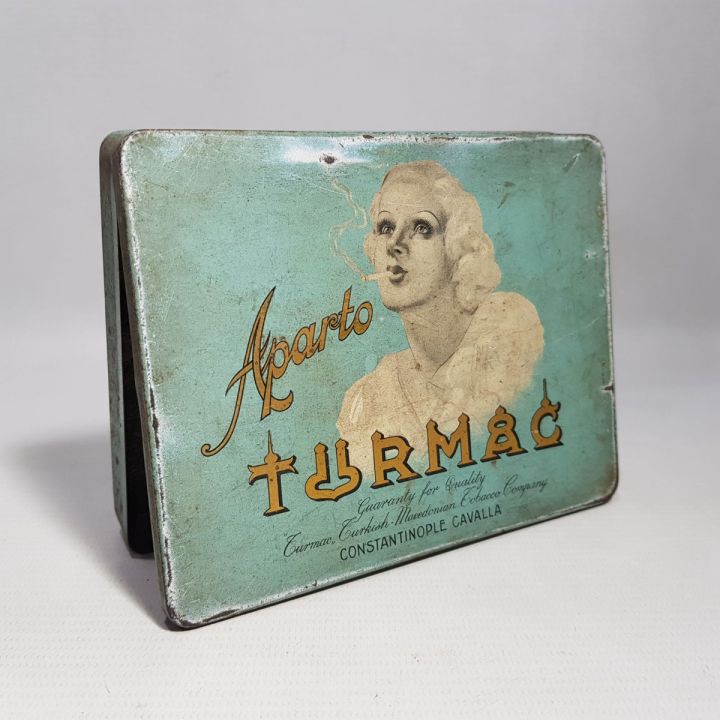 Aparto
TURMAC
Guaranty for Quality
Turmac, Turkish-Macedonian Tobacco Company
CONSTANTINOPLE CAVALLA